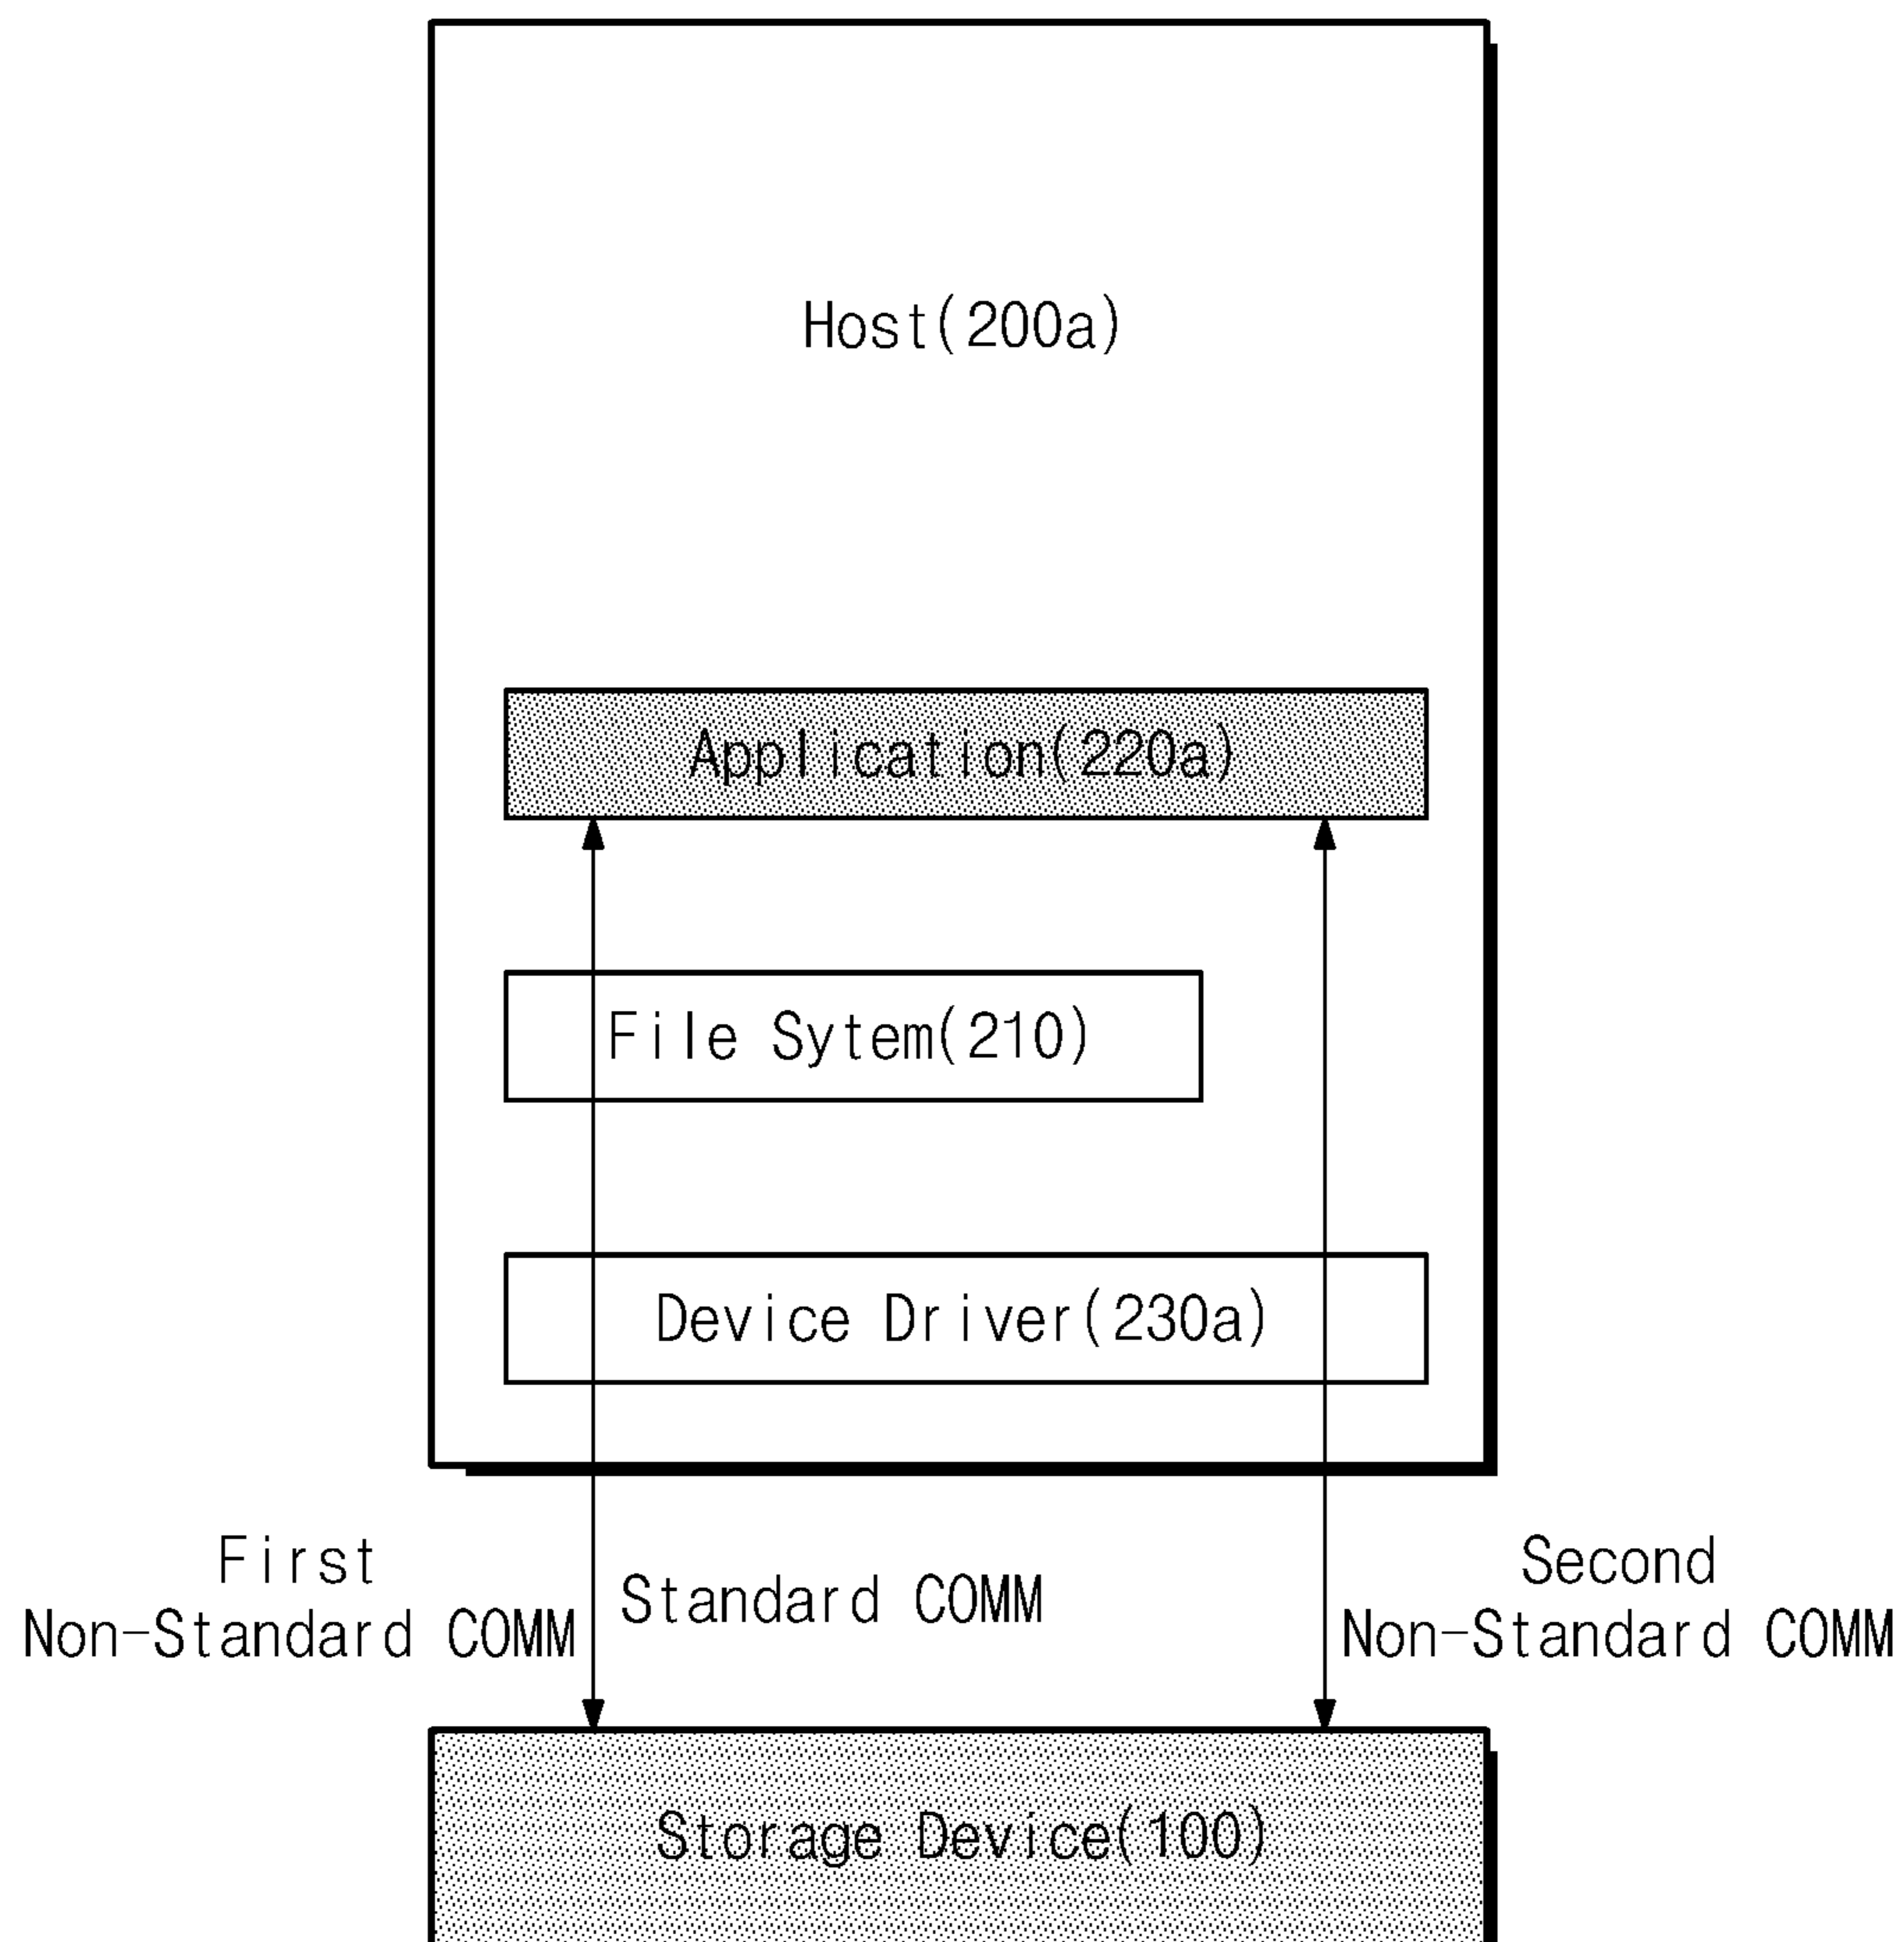 Host(200a)
Application(220a)
File Sytem(210)
Device Driver(230a)
First
Non-Standard COMM
Standard COMM
Second
Non-Standard COMM
Storage Device(100)